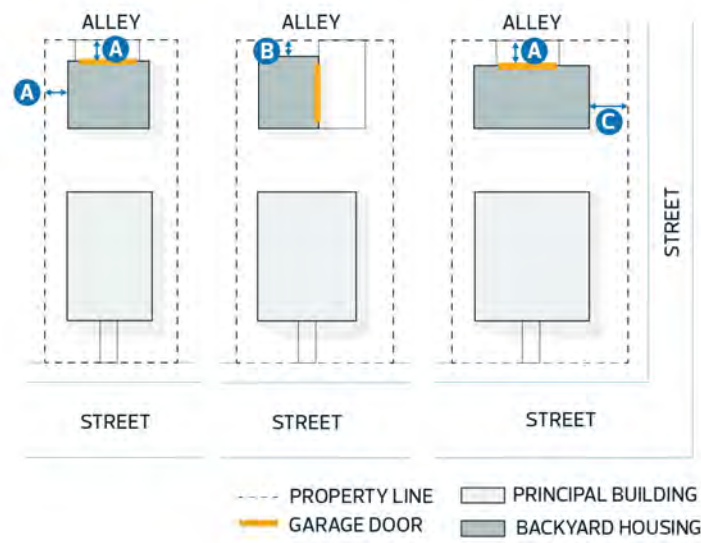 ALLEY
ALLEY
ALLEY
A
B
A
A
C
STREET
STREET
STREET
STREET
PROPERTY LINE
PRINCIPAL BUILDING
GARAGE DOOR
BACKYARD HOUSING